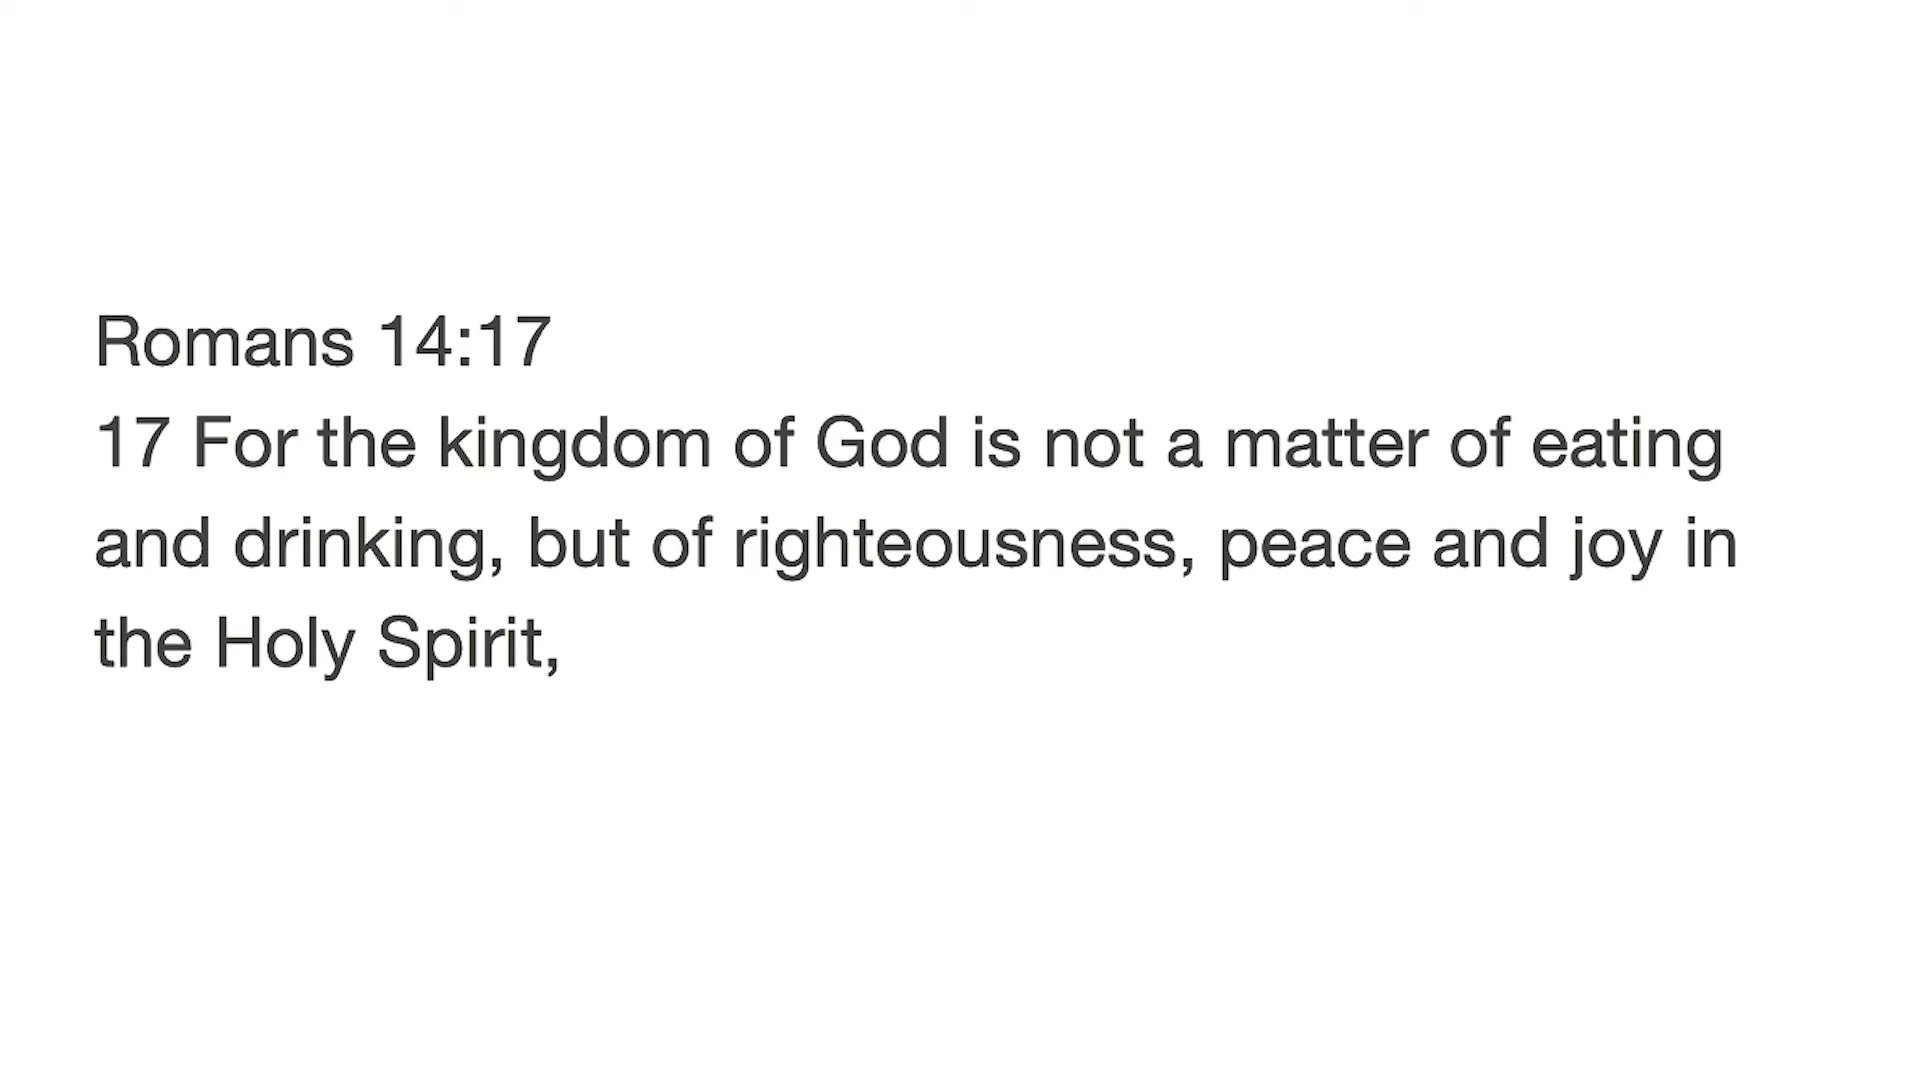 Romans 14:17
17 For the kingdom of God is not a matter of eating
and drinking, but of righteousness, peace and joy in
the Holy Spirit,